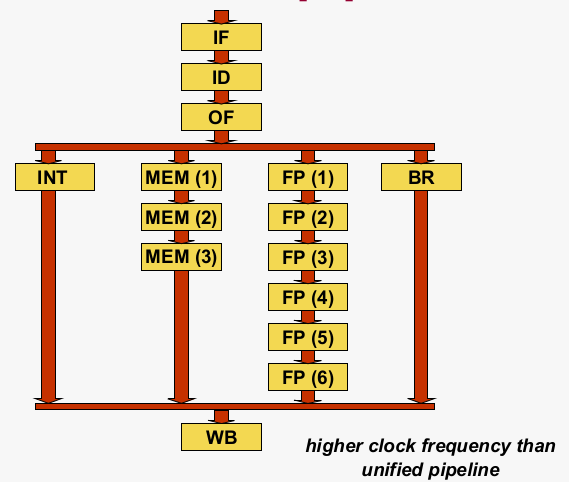 IF
ID
OF
INT MEM (1) FP (1) BR
MEM (2) FP (2)
MEM (3) FP (3)
FP (4)
FP (5)
FP (6)
WB
higher clock frequency than
unified pipeline